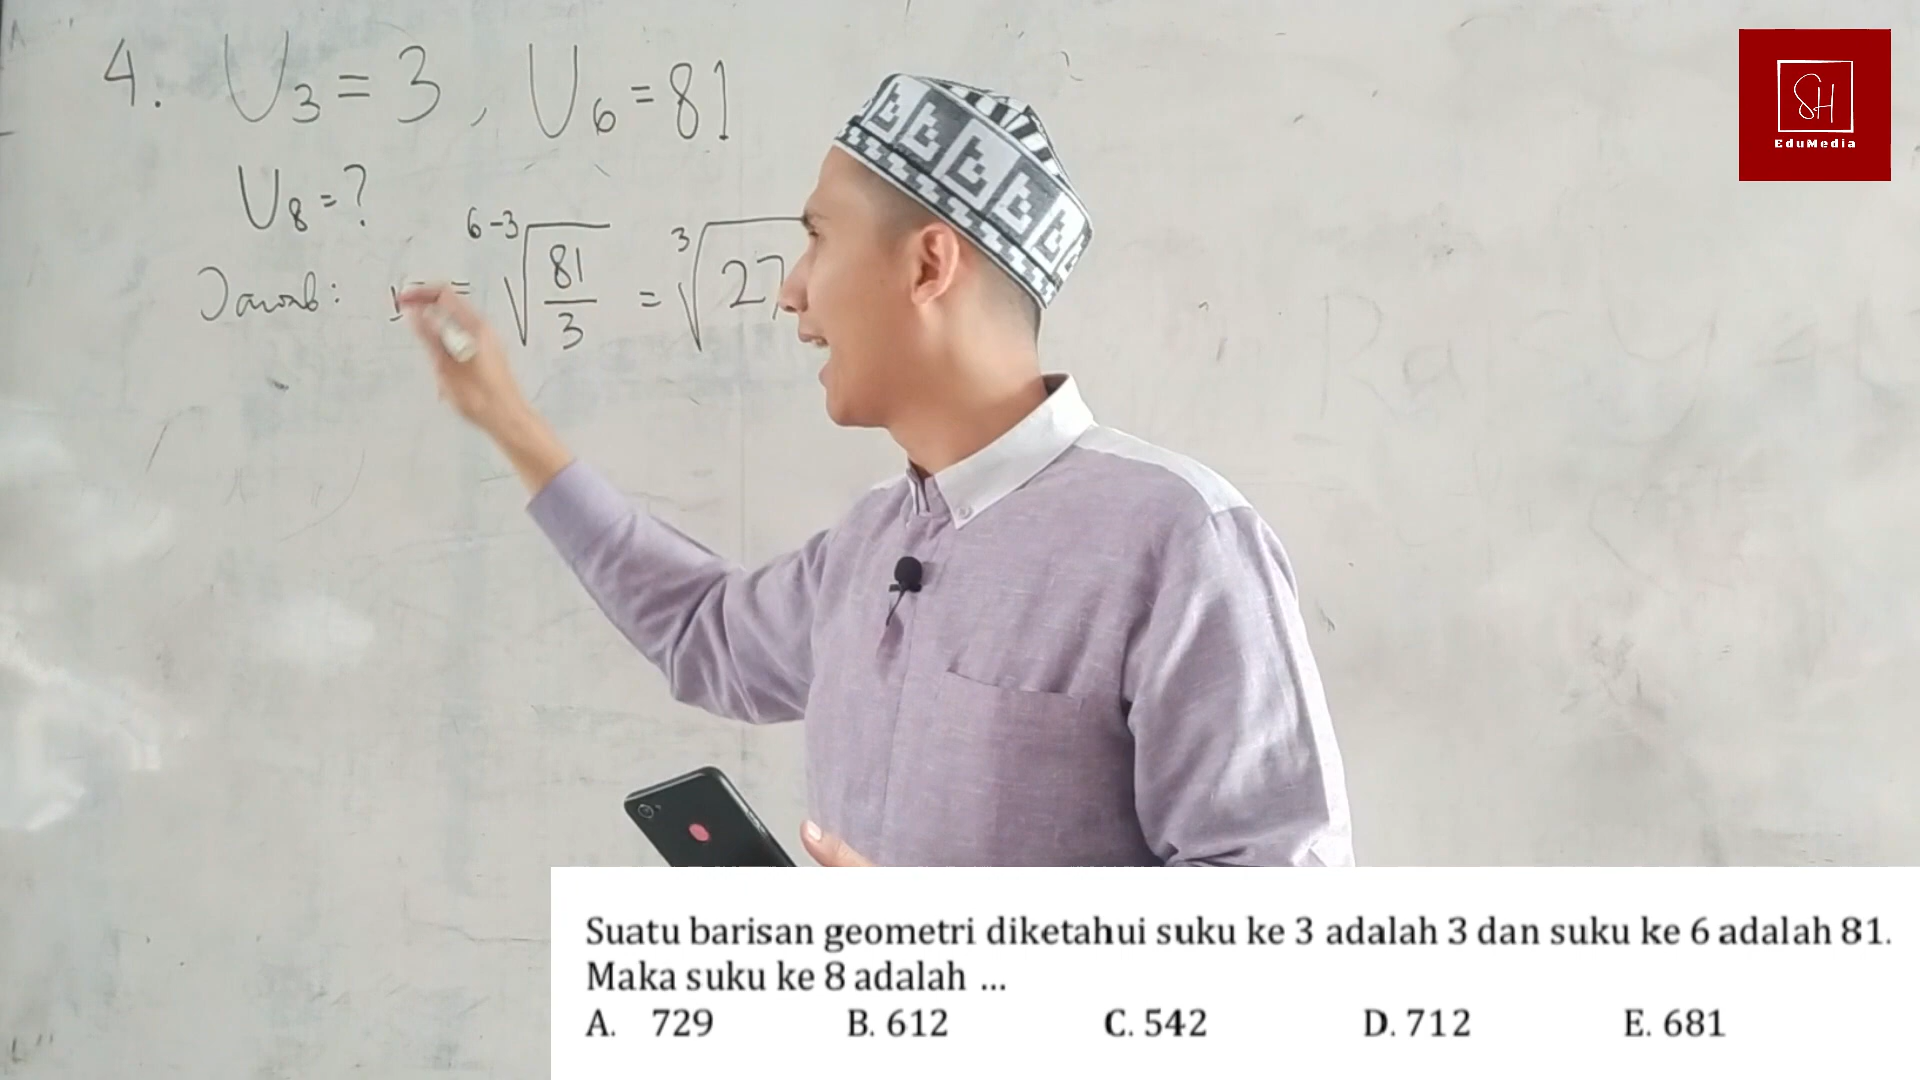 4. U₃ = 3 , U₆ = 81
U₈ = ?
Jawab: r = ⁶⁻³√(81/3) = ³√27
SH
EduMedia
Suatu barisan geometri diketahui suku ke 3 adalah 3 dan suku ke 6 adalah 81.
Maka suku ke 8 adalah ...
A. 729 B. 612 C. 542 D. 712 E. 681